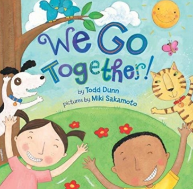 We Go
Together!
by Todd Dunn
pictures by Miki Sakamoto